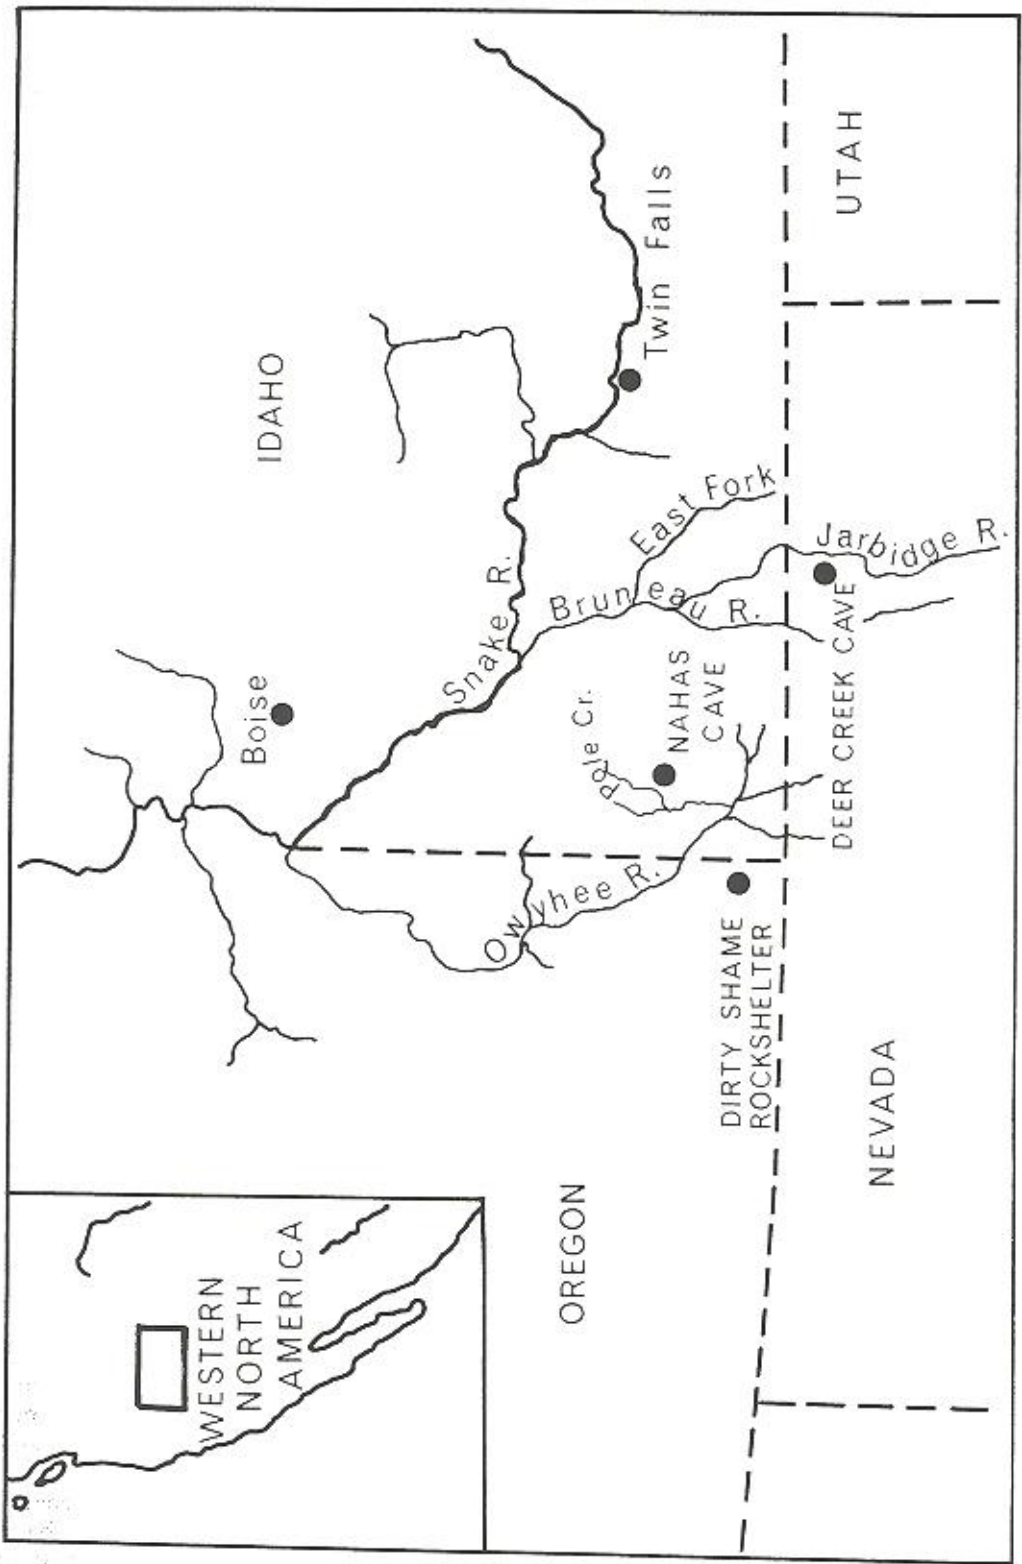 WESTERN
NORTH
AMERICA
IDAHO
Boise
Snake R.
Twin Falls
Bruneau R.
East Fork
Jarbidge R.
Pole Cr.
NAHAS
CAVE
Owyhee R.
OREGON
DIRTY SHAME
ROCKSHELTER
DEER CREEK CAVE
NEVADA
UTAH